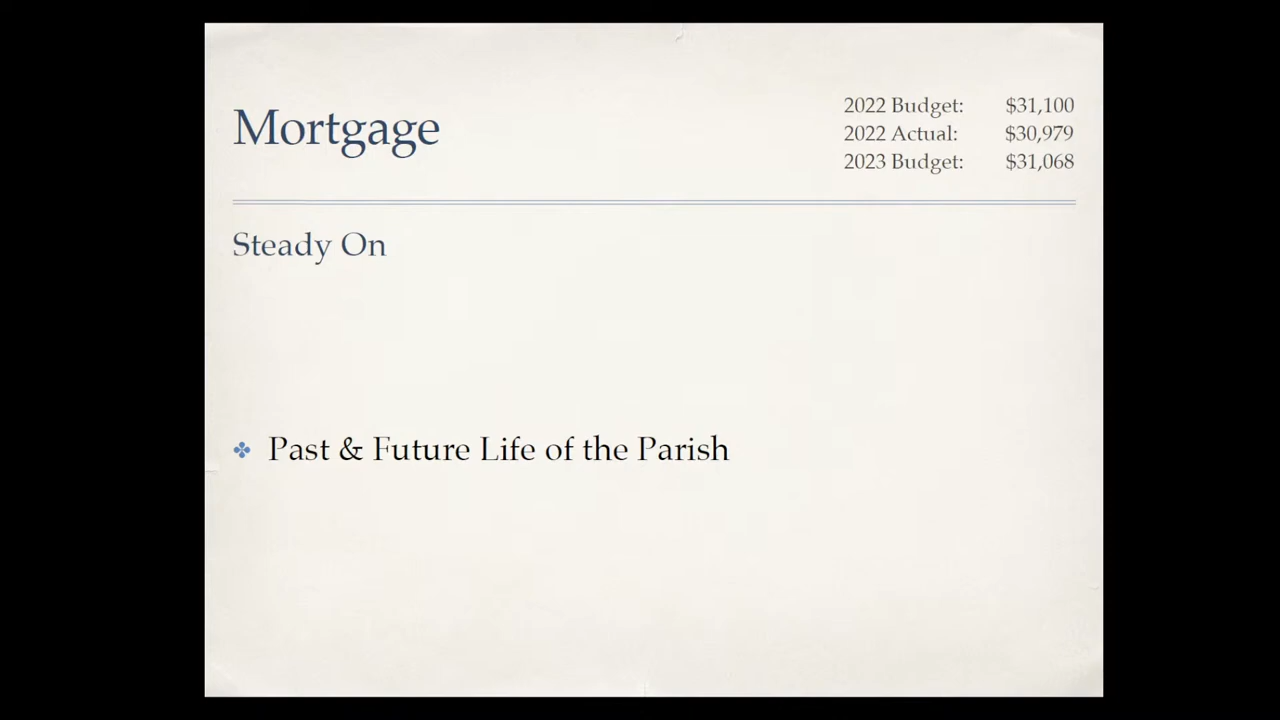 Mortgage
2022 Budget: $31,100
2022 Actual: $30,979
2023 Budget: $31,068
Steady On
Past & Future Life of the Parish